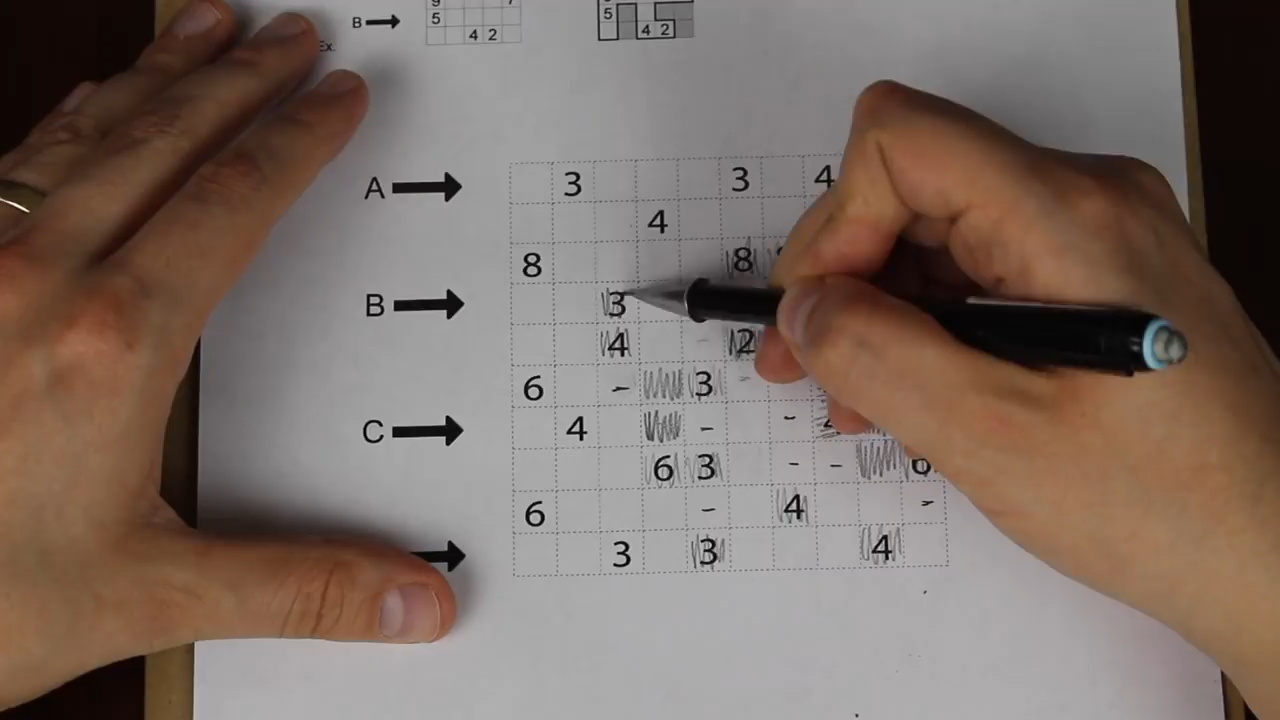 B 5 4 2 5 4 2
Ex.
A 3 3 4
4
8 8
B 3
4 2
6 - 3 -
C 4 - -
6 3 - - 6
6 - 4 -
3 3 4